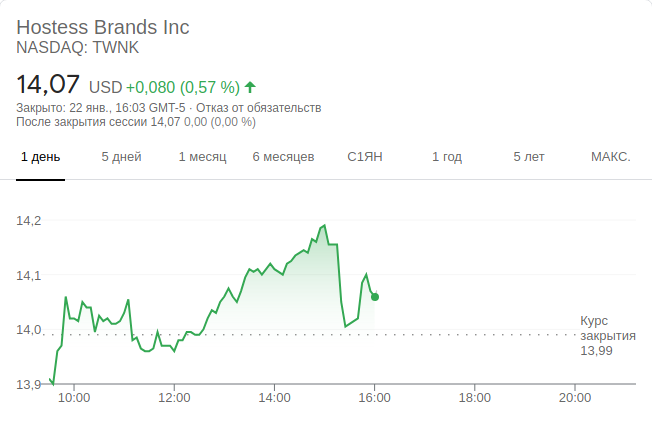 Hostess Brands Inc
NASDAQ: TWNK
14,07 USD +0,080 (0,57 %)
Закрыто: 22 янв., 16:03 GMT-5 · Отказ от обязательств
После закрытия сессии 14,07 0,00 (0,00 %)
1 день 5 дней 1 месяц 6 месяцев С1ЯН 1 год 5 лет МАКС.
14,2
14,1
14,0
13,9
Курс
закрытия
13,99
10:00 12:00 14:00 16:00 18:00 20:00